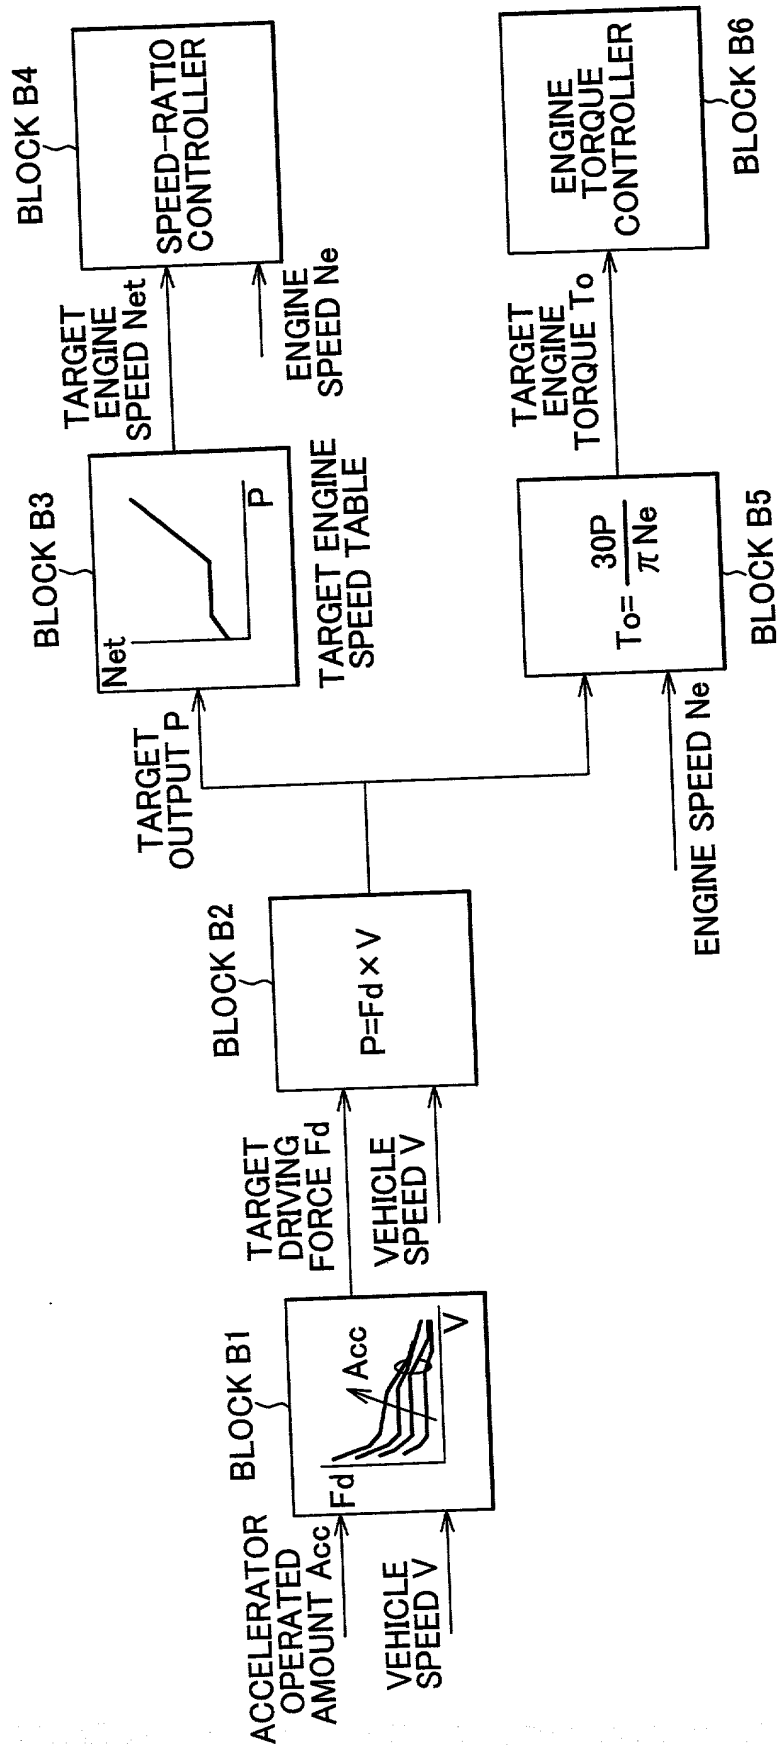 ACCELERATOR
OPERATED
AMOUNT Acc
VEHICLE
SPEED V
BLOCK B1
Fd
Acc
V
TARGET
DRIVING
FORCE Fd
VEHICLE
SPEED V
BLOCK B2
P=Fd×V
TARGET
OUTPUT P
BLOCK B3
Net
P
TARGET ENGINE
SPEED TABLE
TARGET
ENGINE
SPEED Net
ENGINE
SPEED Ne
BLOCK B4
SPEED-RATIO
CONTROLLER
ENGINE SPEED Ne
To= 30P
π Ne
BLOCK B5
TARGET
ENGINE
TORQUE To
ENGINE
TORQUE
CONTROLLER
BLOCK B6